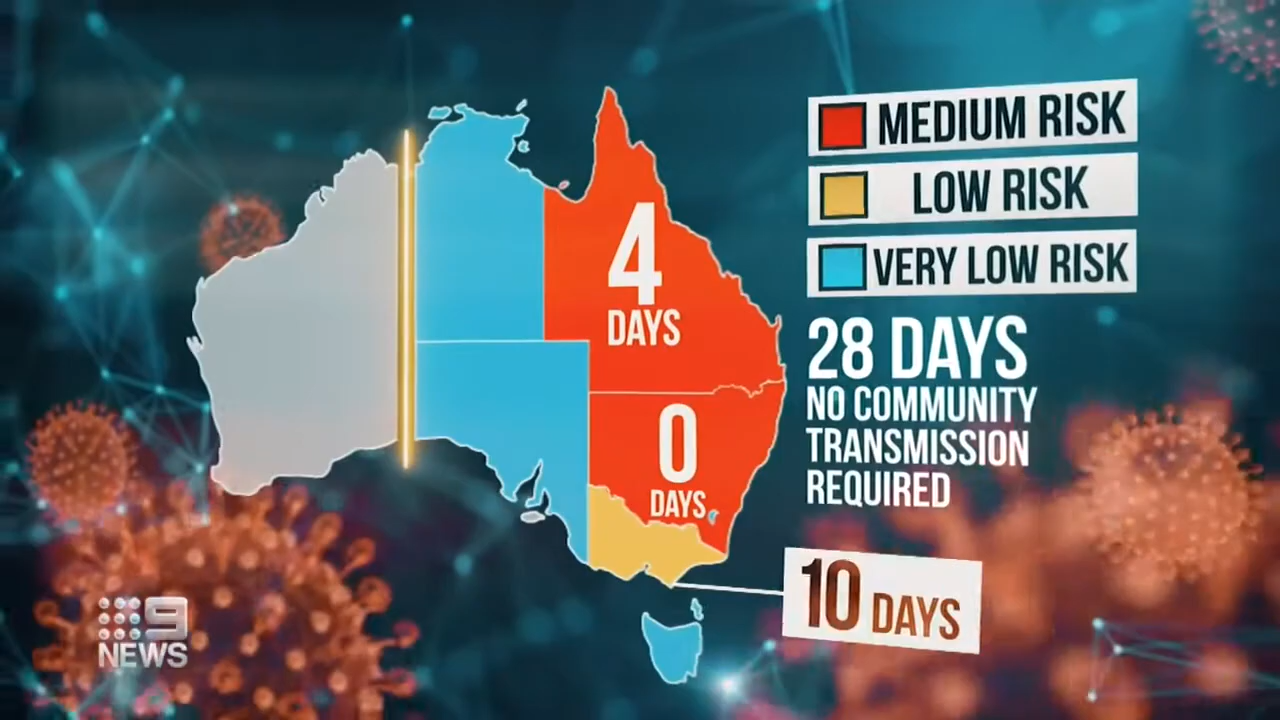 MEDIUM RISK
LOW RISK
VERY LOW RISK
4
DAYS
0
DAYS
28 DAYS
NO COMMUNITY
TRANSMISSION
REQUIRED
10 DAYS
9
NEWS